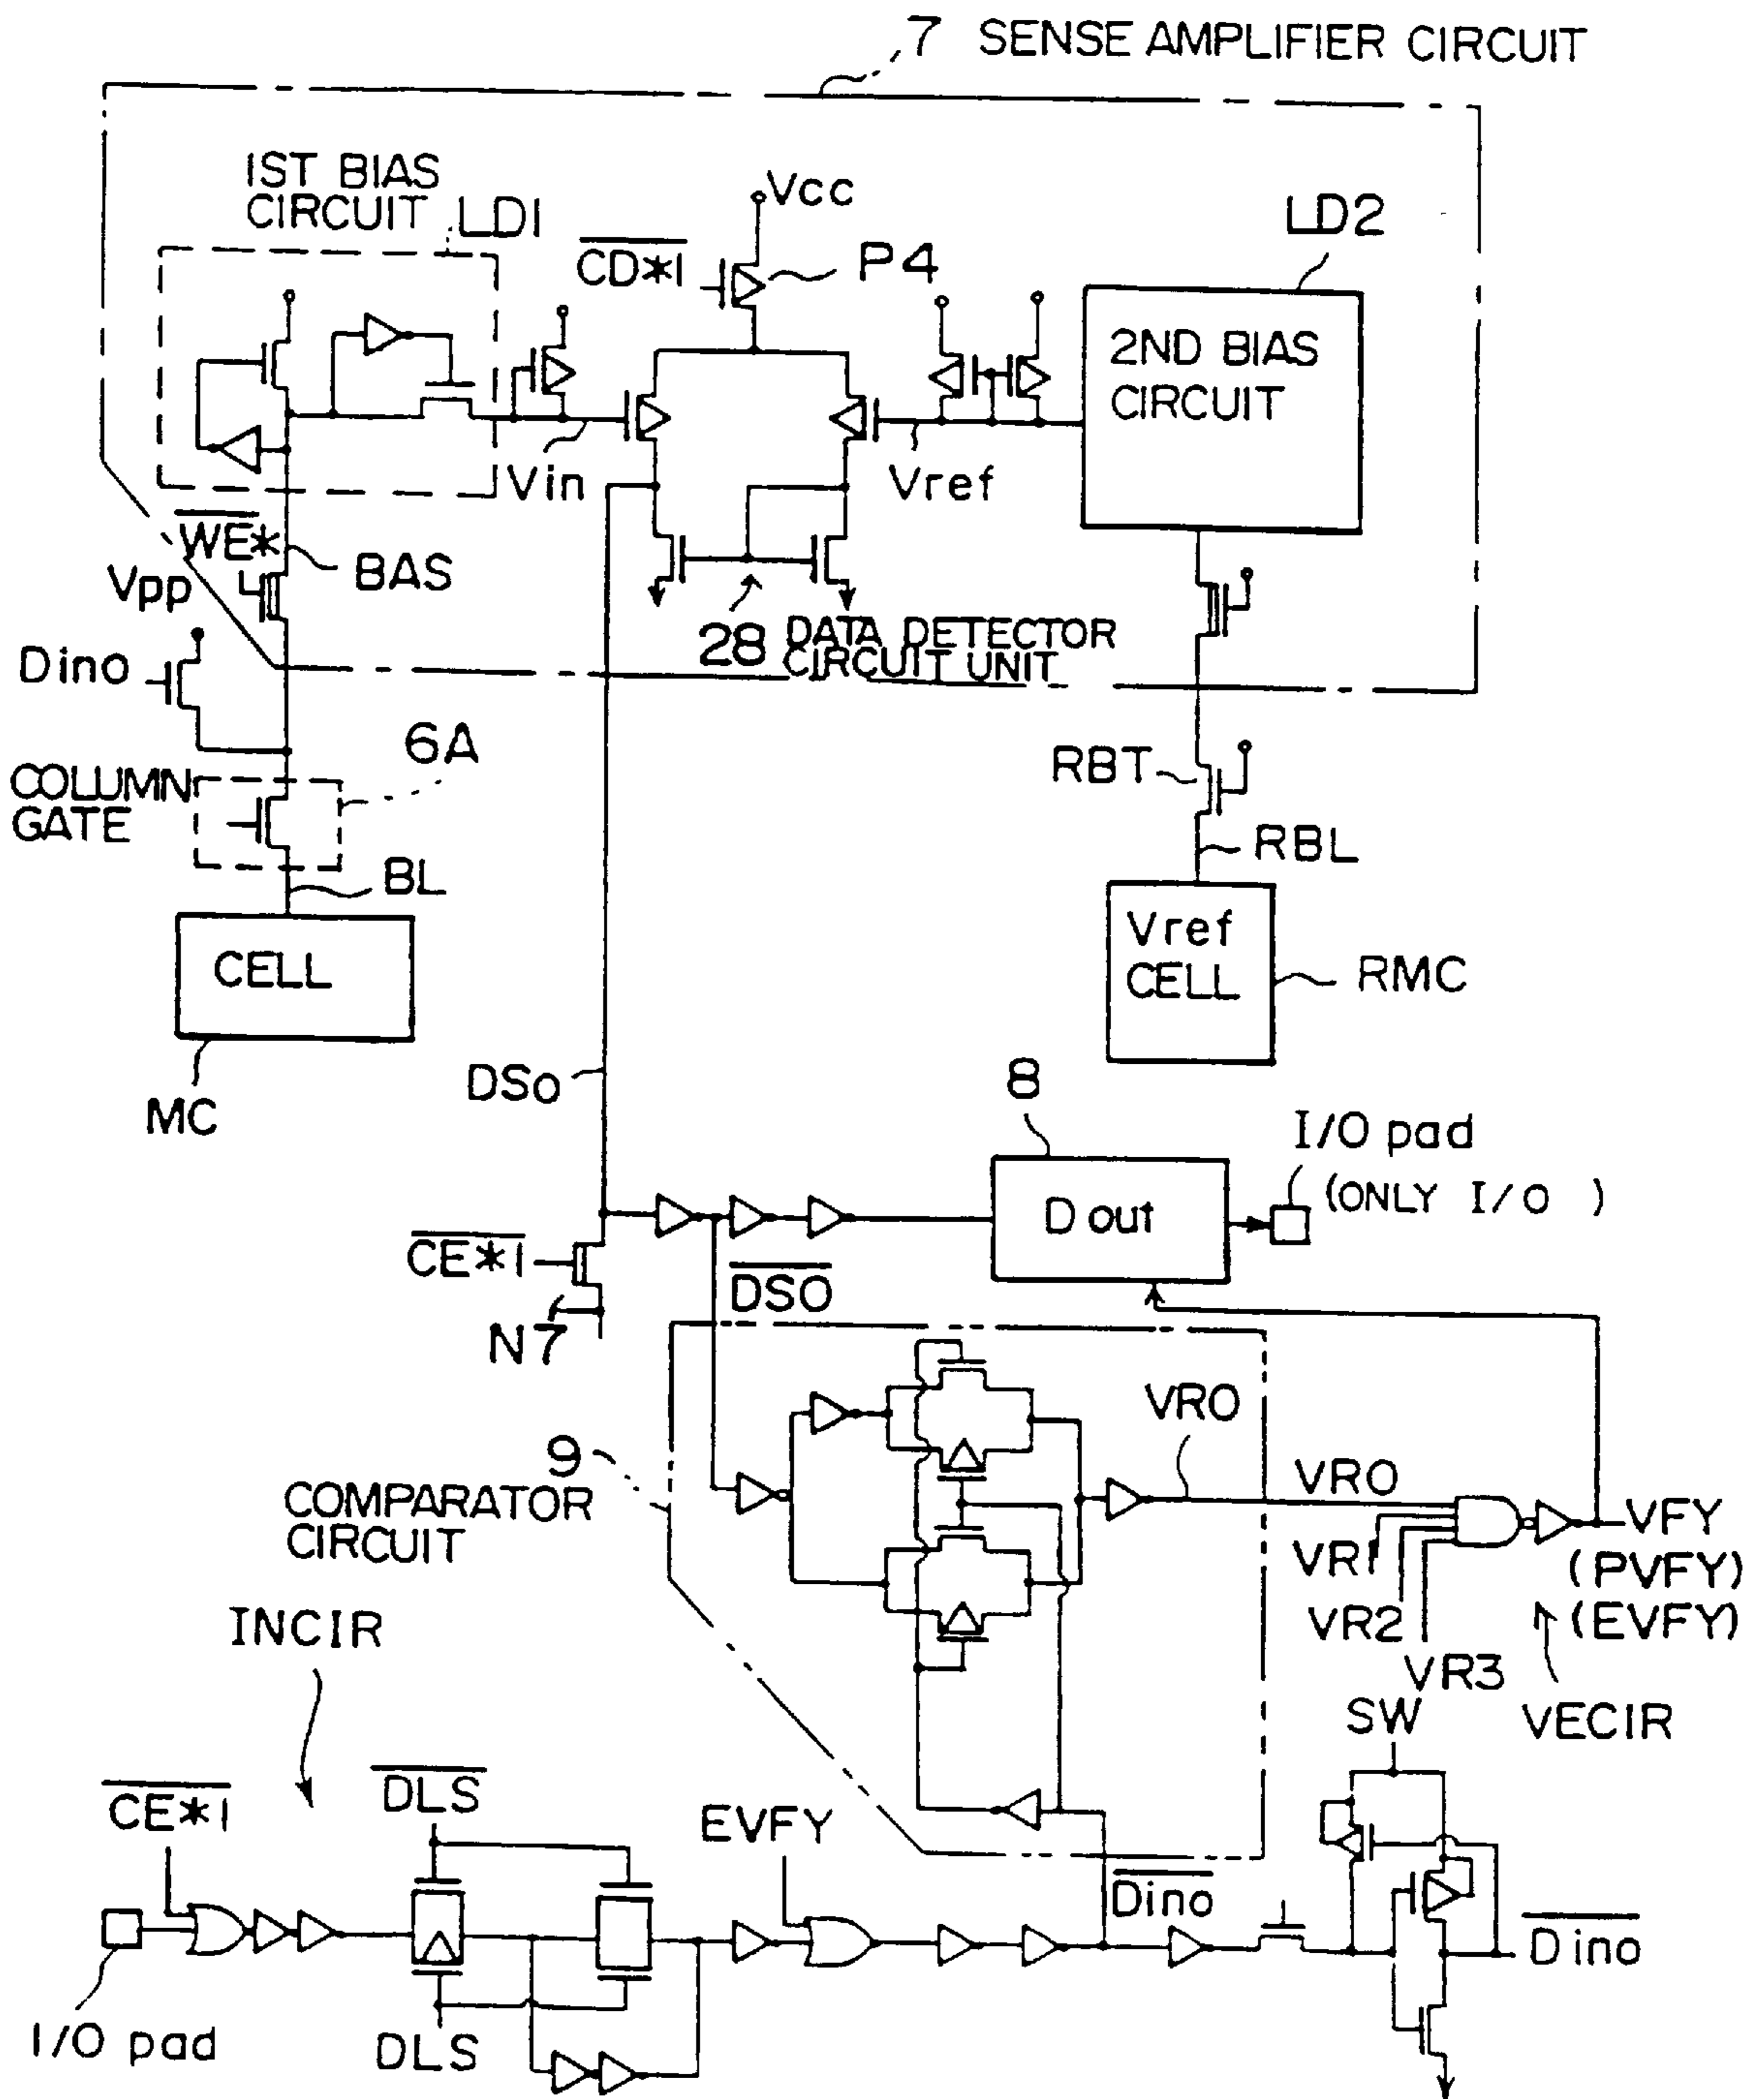 7 SENSE AMPLIFIER CIRCUIT
1ST BIAS
CIRCUIT LD1
Vcc
LD2
CD*1
P4
2ND BIAS
CIRCUIT
Vin
Vref
WE*
BAS
Vpp
28 DATA DETECTOR
CIRCUIT UNIT
Dino
6A
COLUMN
GATE
RBT
BL
RBL
CELL
Vref
CELL
RMC
MC
DSo
8
I/O pad
(ONLY I/O )
Dout
CE*1
DSO
N7
VRO
9
COMPARATOR
CIRCUIT
VRO
VFY
VR1
(PVFY)
VR2
(EVFY)
INCIR
VR3
SW
VECIR
CE*1
DLS
EVFY
Dino
Dino
I/O pad
DLS